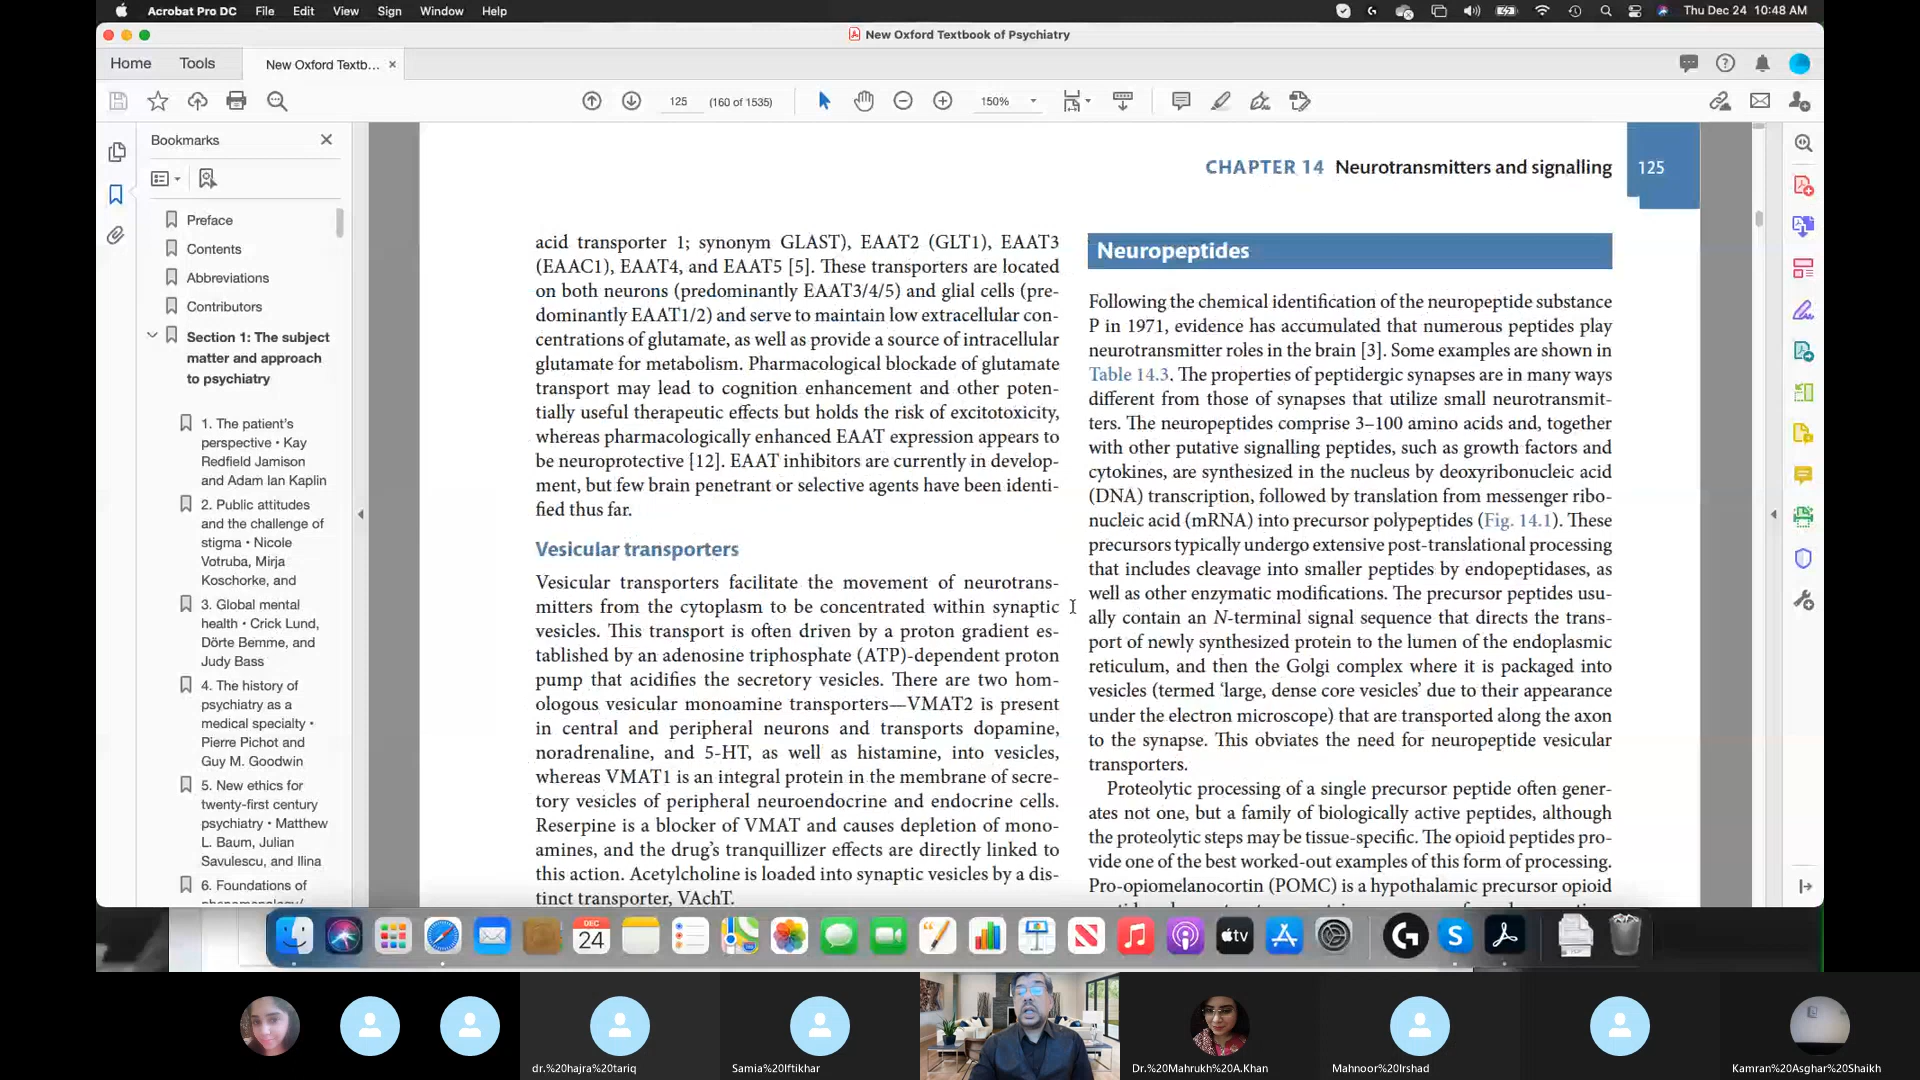 Acrobat Pro DC File Edit View Sign Window Help
Thu Dec 24 10:48 AM
New Oxford Textbook of Psychiatry
Home Tools New Oxford Textb... ×
125 (160 of 1535) 150%
Bookmarks
Preface
Contents
Abbreviations
Contributors
Section 1: The subject
matter and approach
to psychiatry
1. The patient's
perspective • Kay
Redfield Jamison
and Adam Ian Kaplin
2. Public attitudes
and the challenge of
stigma • Nicole
Votruba, Mirja
Koschorke, and
3. Global mental
health • Crick Lund,
Dörte Bemme, and
Judy Bass
4. The history of
psychiatry as a
medical specialty •
Pierre Pichot and
Guy M. Goodwin
5. New ethics for
twenty-first century
psychiatry • Matthew
L. Baum, Julian
Savulescu, and Ilina
6. Foundations of
CHAPTER 14 Neurotransmitters and signalling 125
acid transporter 1; synonym GLAST), EAAT2 (GLT1), EAAT3
(EAAC1), EAAT4, and EAAT5 [5]. These transporters are located
on both neurons (predominantly EAAT3/4/5) and glial cells (pre-
dominantly EAAT1/2) and serve to maintain low extracellular con-
centrations of glutamate, as well as provide a source of intracellular
glutamate for metabolism. Pharmacological blockade of glutamate
transport may lead to cognition enhancement and other poten-
tially useful therapeutic effects but holds the risk of excitotoxicity,
whereas pharmacologically enhanced EAAT expression appears to
be neuroprotective [12]. EAAT inhibitors are currently in develop-
ment, but few brain penetrant or selective agents have been identi-
fied thus far.
Vesicular transporters
Vesicular transporters facilitate the movement of neurotrans-
mitters from the cytoplasm to be concentrated within synaptic
vesicles. This transport is often driven by a proton gradient es-
tablished by an adenosine triphosphate (ATP)-dependent proton
pump that acidifies the secretory vesicles. There are two hom-
ologous vesicular monoamine transporters—VMAT2 is present
in central and peripheral neurons and transports dopamine,
noradrenaline, and 5-HT, as well as histamine, into vesicles,
whereas VMAT1 is an integral protein in the membrane of secre-
tory vesicles of peripheral neuroendocrine and endocrine cells.
Reserpine is a blocker of VMAT and causes depletion of mono-
amines, and the drug's tranquillizer effects are directly linked to
this action. Acetylcholine is loaded into synaptic vesicles by a dis-
tinct transporter, VAchT.
Neuropeptides
Following the chemical identification of the neuropeptide substance
P in 1971, evidence has accumulated that numerous peptides play
neurotransmitter roles in the brain [3]. Some examples are shown in
Table 14.3. The properties of peptidergic synapses are in many ways
different from those of synapses that utilize small neurotransmit-
ters. The neuropeptides comprise 3–100 amino acids and, together
with other putative signalling peptides, such as growth factors and
cytokines, are synthesized in the nucleus by deoxyribonucleic acid
(DNA) transcription, followed by translation from messenger ribo-
nucleic acid (mRNA) into precursor polypeptides (Fig. 14.1). These
precursors typically undergo extensive post-translational processing
that includes cleavage into smaller peptides by endopeptidases, as
well as other enzymatic modifications. The precursor peptides usu-
ally contain an N-terminal signal sequence that directs the trans-
port of newly synthesized protein to the lumen of the endoplasmic
reticulum, and then the Golgi complex where it is packaged into
vesicles (termed 'large, dense core vesicles' due to their appearance
under the electron microscope) that are transported along the axon
to the synapse. This obviates the need for neuropeptide vesicular
transporters.
Proteolytic processing of a single precursor peptide often gener-
ates not one, but a family of biologically active peptides, although
the proteolytic steps may be tissue-specific. The opioid peptides pro-
vide one of the best worked-out examples of this form of processing.
Pro-opiomelanocortin (POMC) is a hypothalamic precursor opioid
DEC
24
tv
dr.%20hajra%20tariq
Samia%20Iftikhar
Dr.%20Mahrukh%20A.Khan
Mahnoor%20Irshad
Kamran%20Asghar%20Shaikh